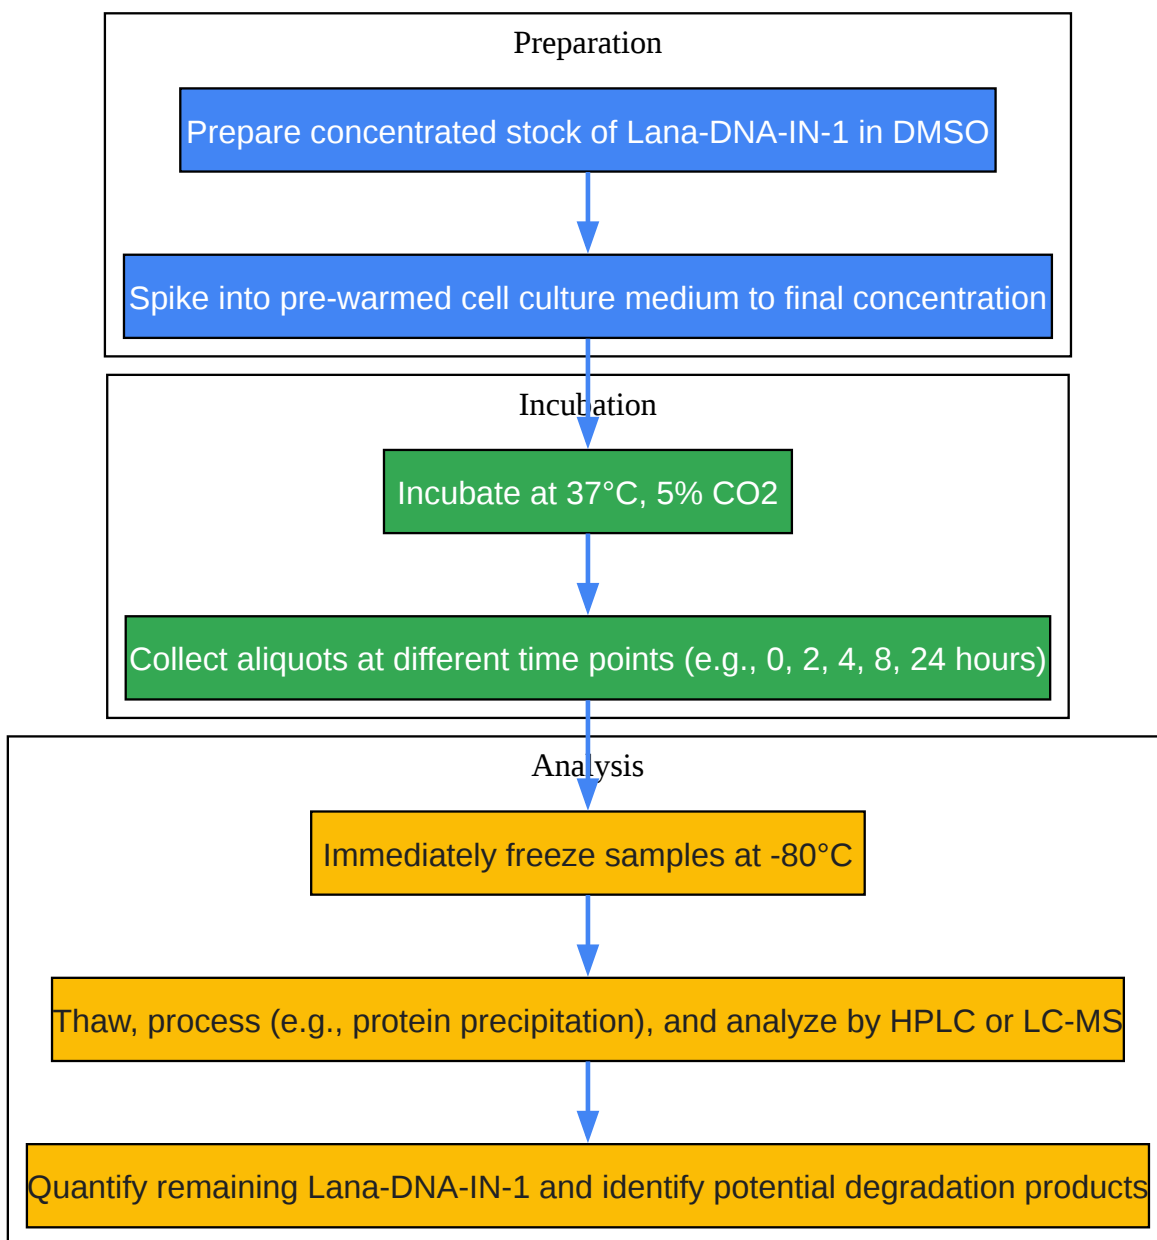 Preparation
Prepare concentrated stock of Lana-DNA-IN-1 in DMSO
Spike into pre-warmed cell culture medium to final concentration
Incubation
Incubate at 37°C, 5% CO2
Collect aliquots at different time points (e.g., 0, 2, 4, 8, 24 hours)
Analysis
Immediately freeze samples at -80°C
Thaw, process (e.g., protein precipitation), and analyze by HPLC or LC-MS
Quantify remaining Lana-DNA-IN-1 and identify potential degradation products